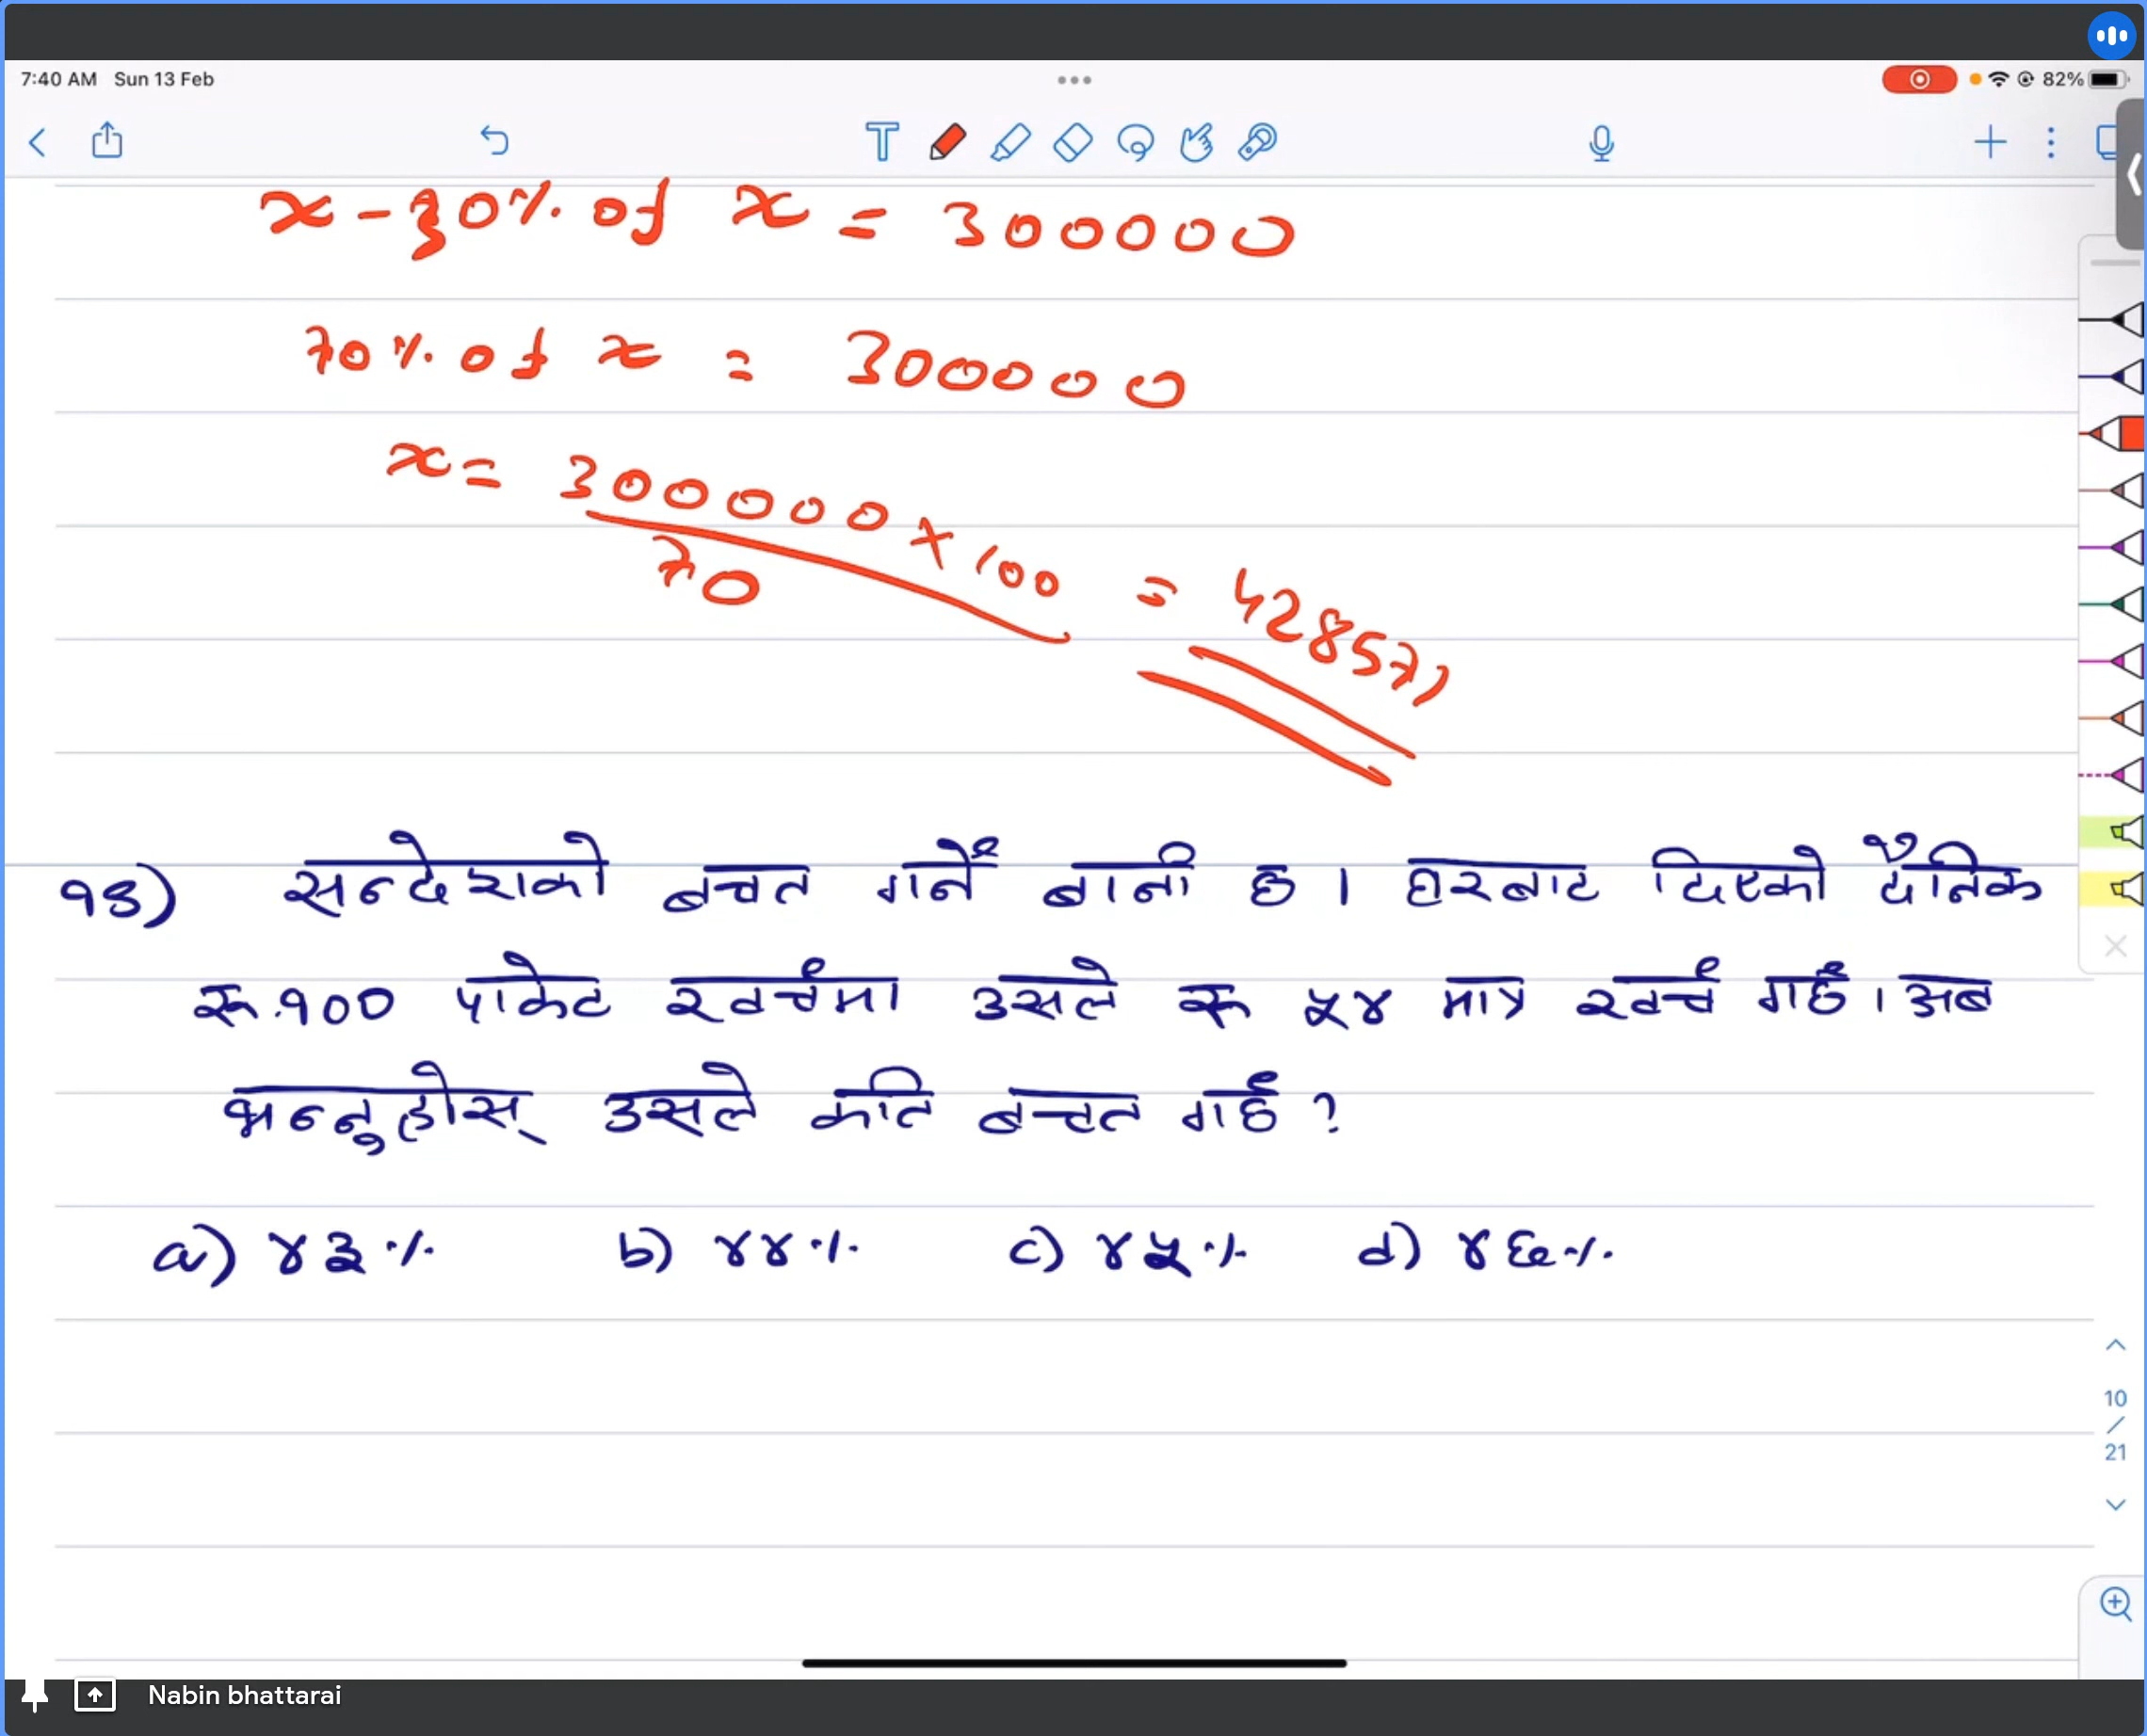 7:40 AM Sun 13 Feb
82%
x - 30% of x = 300000
70% of x = 300000
x = 300000 × 100 = 428571
70
१३) सन्देशको बचत गर्ने बानी छ । घरबाट दिएको दैनिक
रू.१०० पकेट खर्चमा उसले रू ५४ मात्र खर्च गर्छ । अब
भन्नुहोस् उसले कति बचत गर्छ ?
a) ४३% b) ४४% c) ४५% d) ४६%
10
/
21
Nabin bhattarai